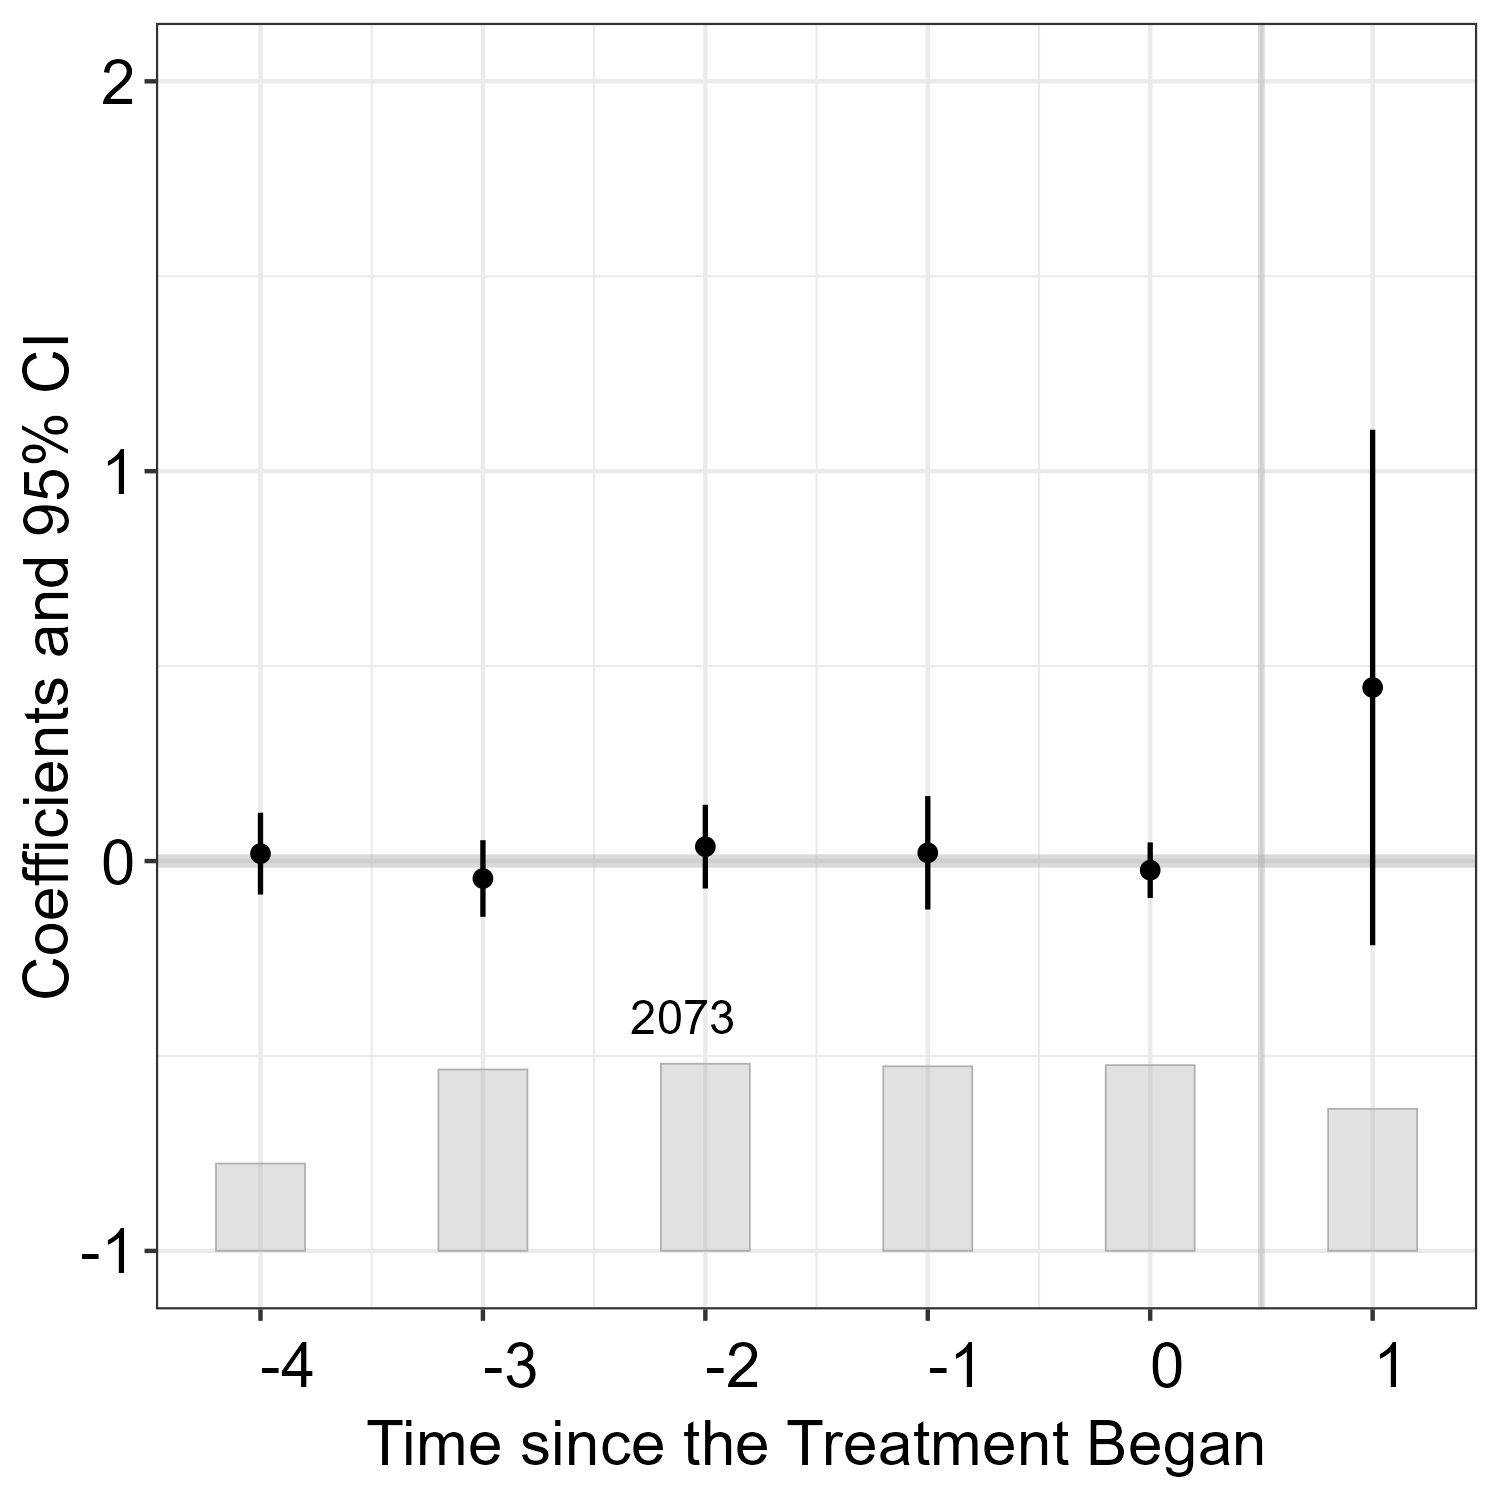 2
1
0
-1
Coefficients and 95% CI
2073
-4 -3 -2 -1 0 1
Time since the Treatment Began